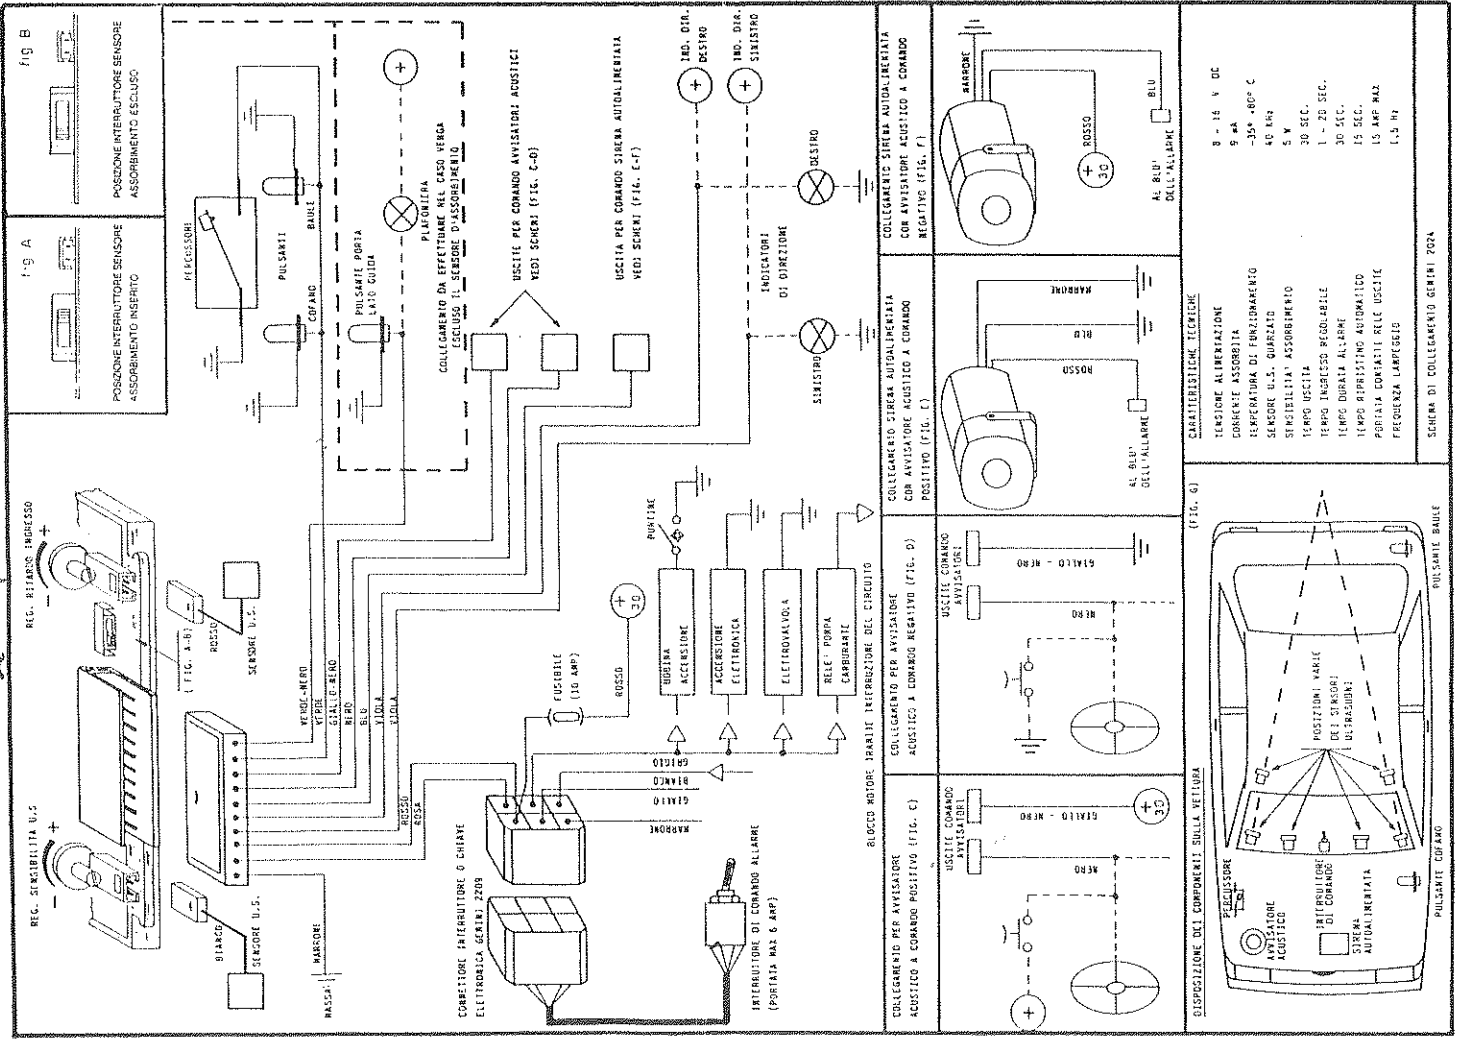 Fig A
POSIZIONE INTERRUTTORE SENSORE
ASSORBIMENTO INSERITO
Fig B
POSIZIONE INTERRUTTORE SENSORE
ASSORBIMENTO ESCLUSO
REG. SENSIBILITA U.S
REG. RITARDO INGRESSO
- +
- +
( FIG. A-B)
BIANCO
SENSORE U.S.
ROSSO
SENSORE U.S.
MARRONE
MASSA
PERCUSSORE
PULSANTI
COFANO
BAULE
PULSANTE PORTA
LATO GUIDA
PLAFONIERA
COLLEGAMENTO DA EFFETTUARE NEL CASO VENGA
ESCLUSO IL SENSORE D'ASSORBIMENTO
VERDE-NERO
VERDE
GIALLO-NERO
NERO
BLU
VIOLA
VIOLA
ROSSO
ROSA
USCITE PER COMANDO AVVISATORI ACUSTICI
VEDI SCHEMI (FIG. C-D)
USCITA PER COMANDO SIRENA AUTOALIMENTATA
VEDI SCHEMI (FIG. E-F)
IND. DIR.
DESTRO
IND. DIR.
SINISTRO
INDICATORI
DI DIREZIONE
SINISTRO
DESTRO
CONNETTORE INTERRUTTORE O CHIAVE
ELETTRONICA GEMINI 2209
FUSIBILE
(10 AMP)
ROSSO
+
30
GRIGIO
BIANCO
GIALLO
MARRONE
PUNTINE
BOBINA
ACCENSIONE
ACCENSIONE
ELETTRONICA
ELETTROVALVOLA
RELE' POMPA
CARBURANTE
INTERRUTTORE DI COMANDO ALLARME
(PORTATA MAX 6 AMP)
BLOCCO MOTORE TRAMITE INTERRUZIONE DEL CIRCUITO
COLLEGAMENTO PER AVVISATORE
ACUSTICO A COMANDO POSITIVO (FIG. C)
USCITE COMANDO
AVVISATORI
NERO
GIALLO - NERO
+
30
+
COLLEGAMENTO PER AVVISATORE
ACUSTICO A COMANDO NEGATIVO (FIG. D)
USCITE COMANDO
AVVISATORI
NERO
GIALLO - NERO
COLLEGAMENTO SIRENA AUTOALIMENTATA
CON AVVISATORE ACUSTICO A COMANDO
POSITIVO (FIG. E)
ROSSO
BLU
MARRONE
AL BLU'
DELL'ALLARME
COLLEGAMENTO SIRENA AUTOALIMENTATA
CON AVVISATORE ACUSTICO A COMANDO
NEGATIVO (FIG. F)
MARRONE
+
30
ROSSO
BLU
AL BLU'
DELL'ALLARME
DISPOSIZIONE DEI COMPONENTI SULLA VETTURA
(FIG. G)
PERCUSSORE
AVVISATORE
ACUSTICO
INTERRUTTORE
DI COMANDO
SIRENA
AUTOALIMENTATA
POSIZIONI VARIE
DEI SENSORI
ULTRASUONI
PULSANTE COFANO
PULSANTE BAULE
CARATTERISTICHE TECNICHE
TENSIONE ALIMENTAZIONE 8 - 16 V DC
CORRENTE ASSORBITA 9 mA
TEMPERATURA DI FUNZIONAMENTO -35° +80° C
SENSORE U.S. QUARZATO 40 KHz
SENSIBILITA' ASSORBIMENTO 5 W
TEMPO USCITA 30 SEC.
TEMPO INGRESSO REGOLABILE 1 - 20 SEC.
TEMPO DURATA ALLARME 30 SEC.
TEMPO RIPRISTINO AUTOMATICO 15 SEC.
PORTATA CONTATTI RELE USCITE 15 AMP MAX
FREQUENZA LAMPEGGIO 1,5 Hz
SCHEMA DI COLLEGAMENTO GEMINI 2024